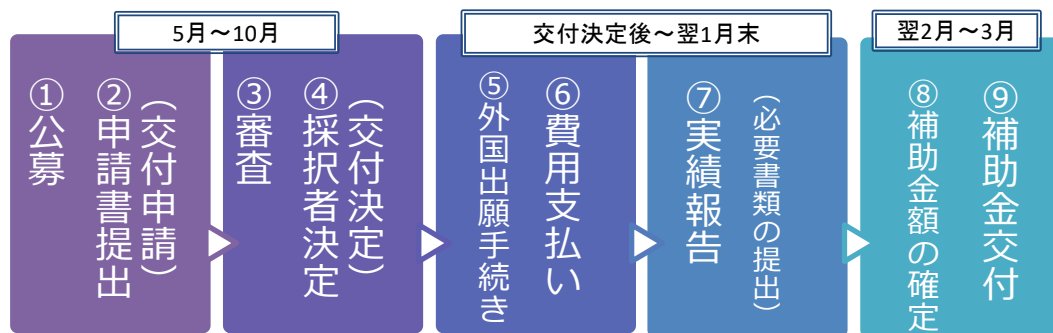 5月~10月
①公募
②申請書提出
（交付申請）
③審査
④採択者決定
（交付決定）
交付決定後~翌1月末
⑤外国出願手続き
⑥費用支払い
⑦実績報告
（必要書類の提出）
翌2月~3月
⑧補助金額の確定
⑨補助金交付